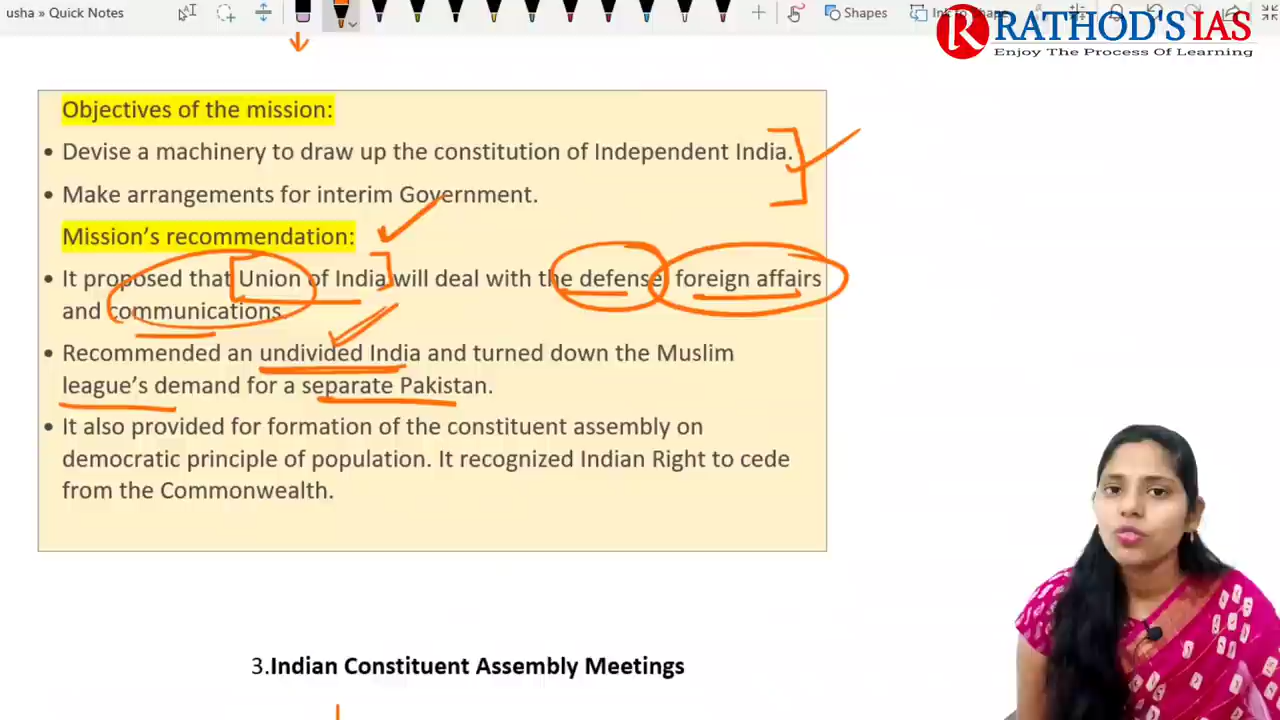 usha » Quick Notes
Shapes
Ink to Shape
RATHOD'S IAS
Enjoy The Process Of Learning
Objectives of the mission:
• Devise a machinery to draw up the constitution of Independent India.
• Make arrangements for interim Government.
Mission's recommendation:
• It proposed that Union of India will deal with the defense, foreign affairs
and communications.
• Recommended an undivided India and turned down the Muslim
league's demand for a separate Pakistan.
• It also provided for formation of the constituent assembly on
democratic principle of population. It recognized Indian Right to cede
from the Commonwealth.
3.Indian Constituent Assembly Meetings